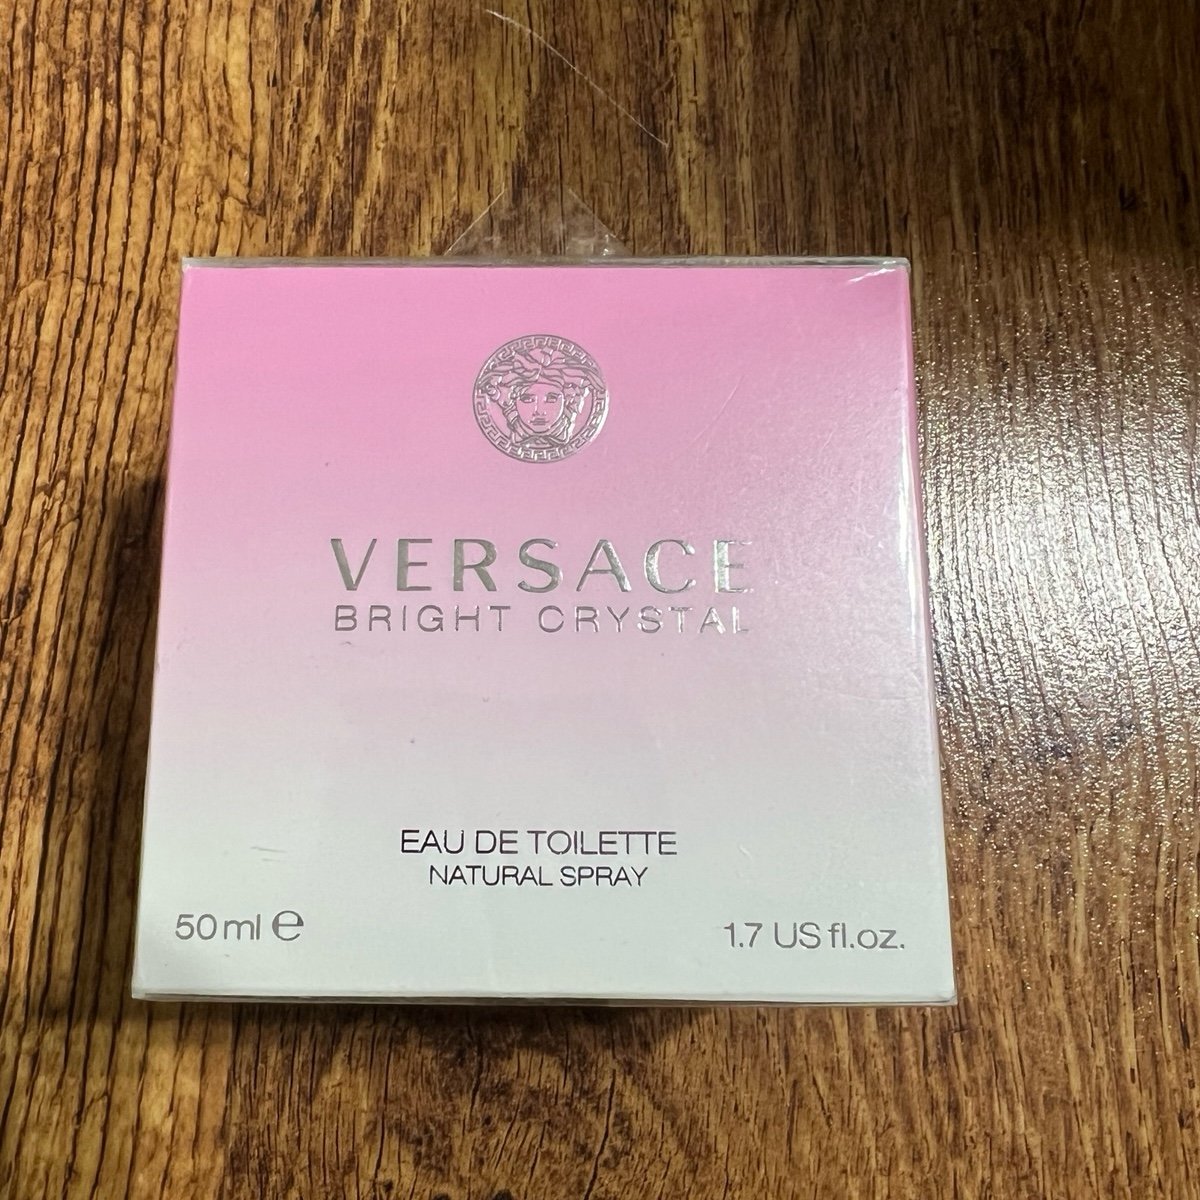 VERSACE
BRIGHT CRYSTAL
EAU DE TOILETTE
NATURAL SPRAY
50 ml ℮
1.7 US fl.oz.